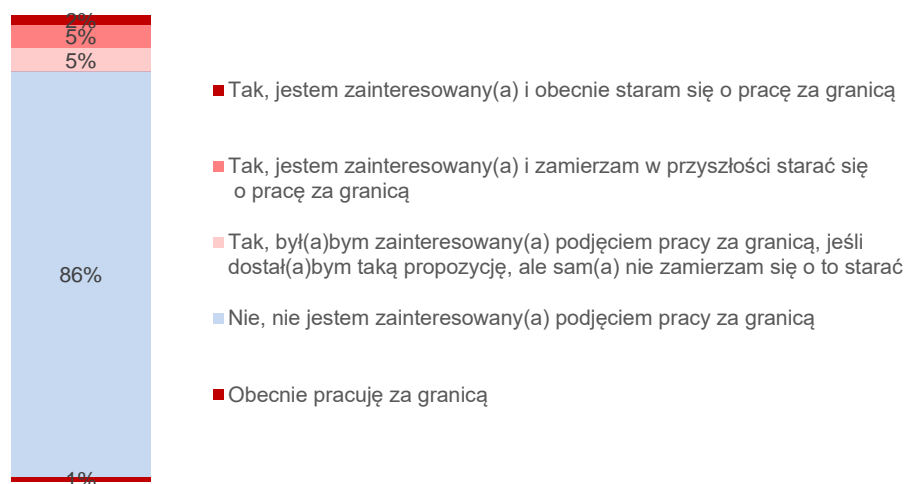 2%
5%
5%
86%
1%
Tak, jestem zainteresowany(a) i obecnie staram się o pracę za granicą
Tak, jestem zainteresowany(a) i zamierzam w przyszłości starać się
o pracę za granicą
Tak, był(a)bym zainteresowany(a) podjęciem pracy za granicą, jeśli
dostał(a)bym taką propozycję, ale sam(a) nie zamierzam się o to starać
Nie, nie jestem zainteresowany(a) podjęciem pracy za granicą
Obecnie pracuję za granicą